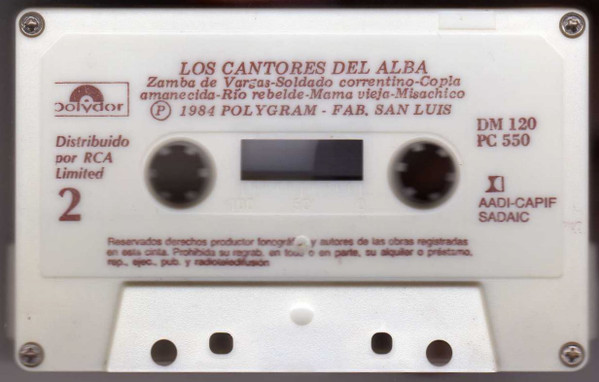 LOS CANTORES DEL ALBA
Zamba de Vargas-Soldado correntino-Copla
amanecida-Río rebelde-Mama vieja-Misachico
Ⓟ 1984 POLYGRAM - FAB. SAN LUIS
polydor
DM 120
PC 550
Distribuido
por RCA
Limited
2
AADI-CAPIF
SADAIC
Reservados derechos productor fonográfico y autores de las obras registradas
en esta cinta. Prohibida su regrab. en todo o en parte, su alquiler o préstamo,
rep., ejec., pub. y radioteledifusión